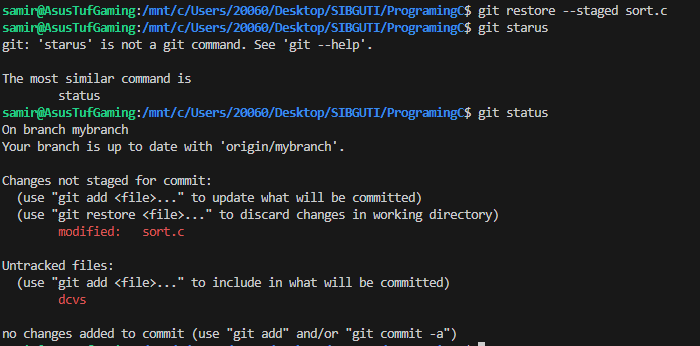 samir@AsusTufGaming:/mnt/c/Users/20060/Desktop/SIBGUTI/ProgramingC$ git restore --staged sort.c
samir@AsusTufGaming:/mnt/c/Users/20060/Desktop/SIBGUTI/ProgramingC$ git starus
git: 'starus' is not a git command. See 'git --help'.
The most similar command is
status
samir@AsusTufGaming:/mnt/c/Users/20060/Desktop/SIBGUTI/ProgramingC$ git status
On branch mybranch
Your branch is up to date with 'origin/mybranch'.
Changes not staged for commit:
(use "git add <file>..." to update what will be committed)
(use "git restore <file>..." to discard changes in working directory)
modified:   sort.c
Untracked files:
(use "git add <file>..." to include in what will be committed)
dcvs
no changes added to commit (use "git add" and/or "git commit -a")